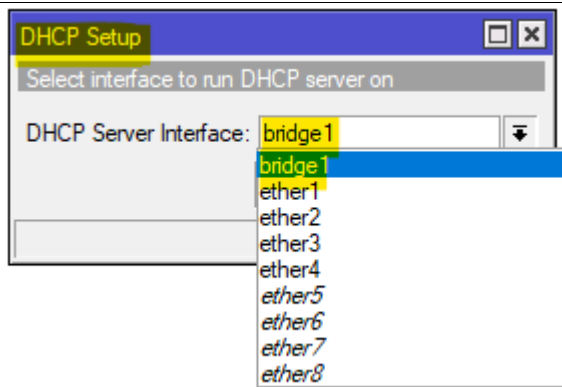 DHCP Setup
Select interface to run DHCP server on
DHCP Server Interface: bridge1
bridge1
ether1
ether2
ether3
ether4
ether5
ether6
ether7
ether8